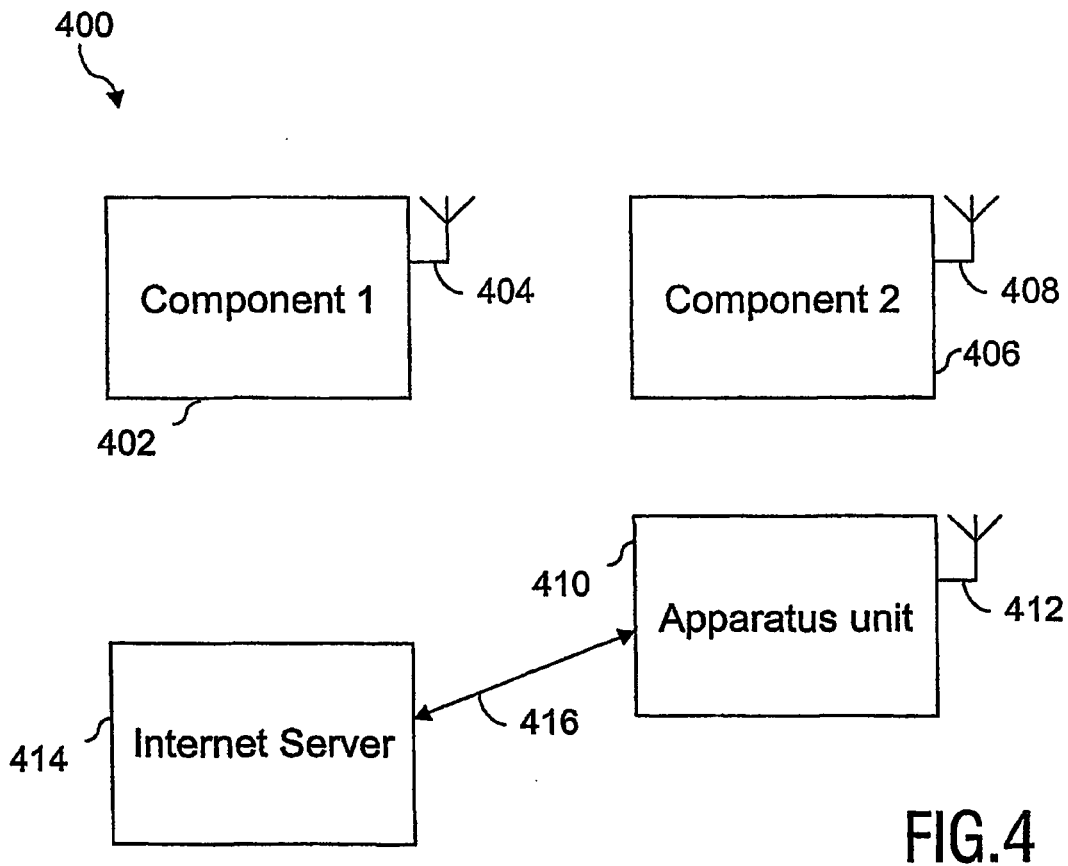 400
Component 1
404
402
Component 2
408
406
410
Apparatus unit
412
416
414
Internet Server
FIG.4